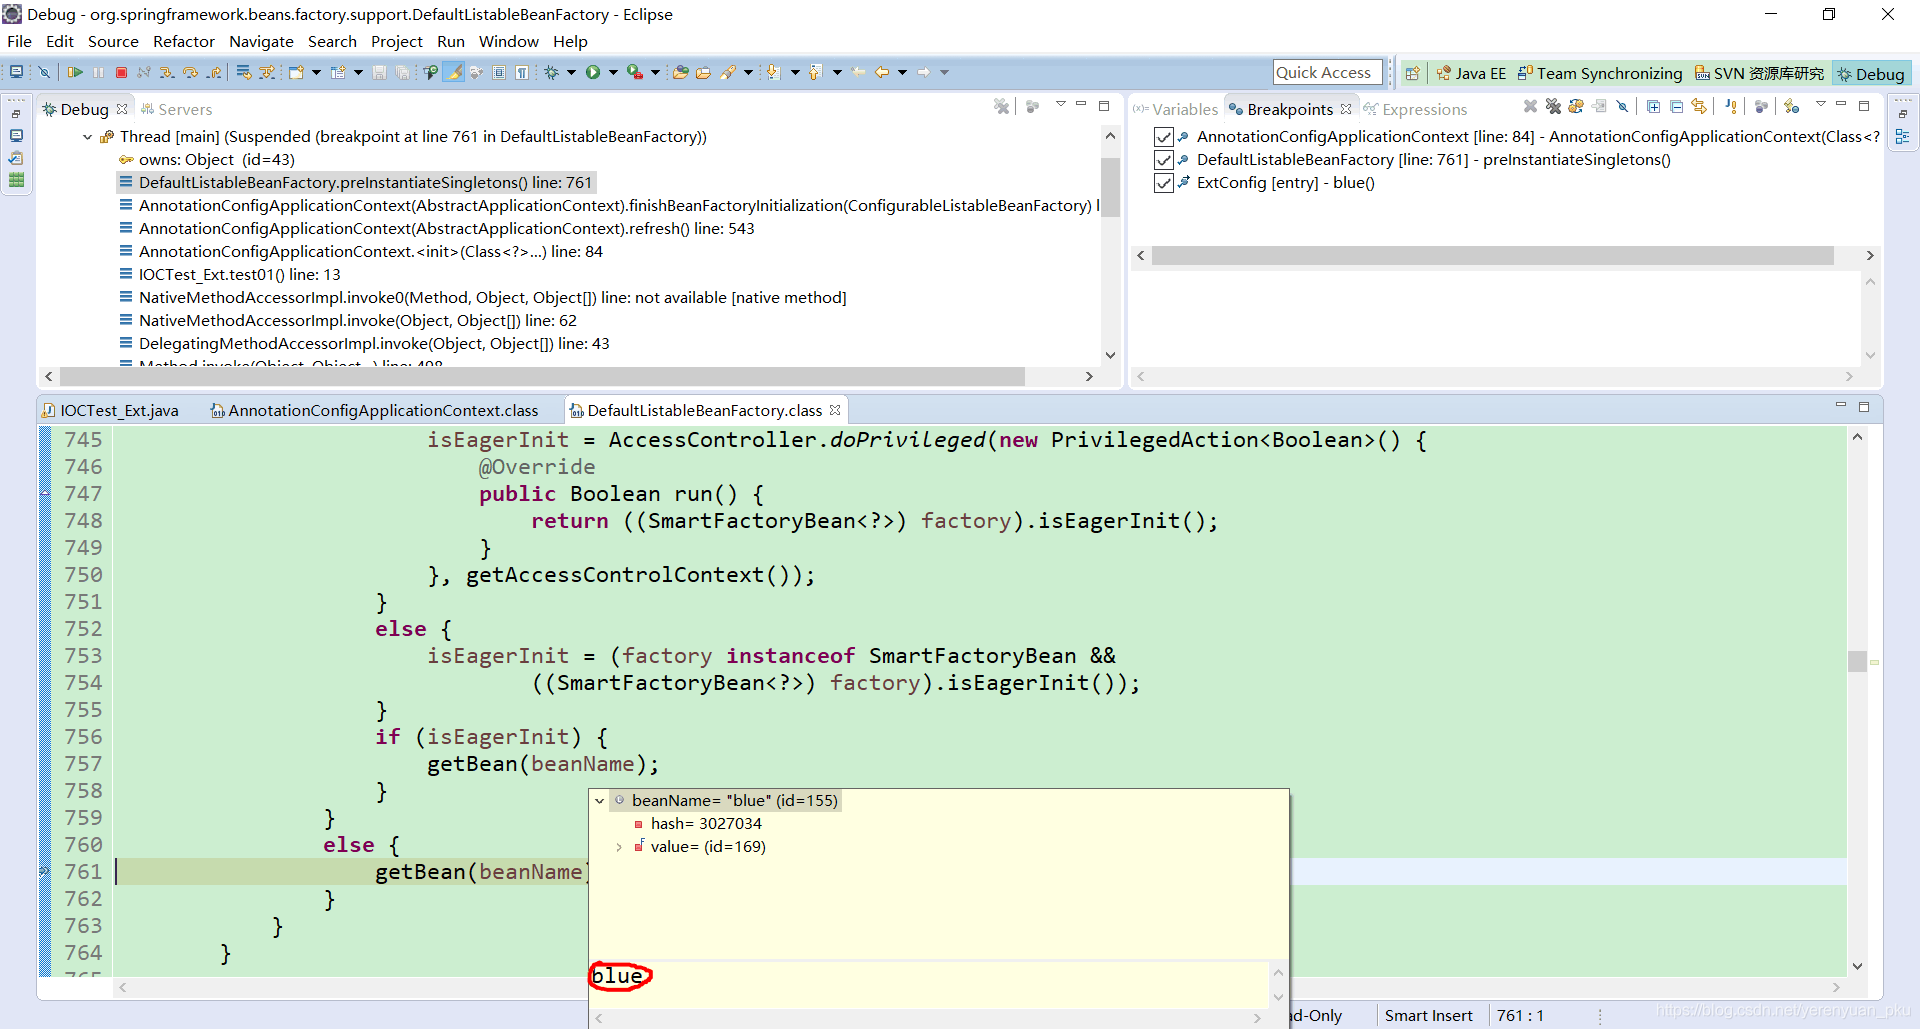 Debug - org.springframework.beans.factory.support.DefaultListableBeanFactory - Eclipse
File Edit Source Refactor Navigate Search Project Run Window Help
Quick Access Java EE Team Synchronizing SVN 资源库研究 Debug
Debug Servers
Thread [main] (Suspended (breakpoint at line 761 in DefaultListableBeanFactory))
owns: Object (id=43)
DefaultListableBeanFactory.preInstantiateSingletons() line: 761
AnnotationConfigApplicationContext(AbstractApplicationContext).finishBeanFactoryInitialization(ConfigurableListableBeanFactory) l
AnnotationConfigApplicationContext(AbstractApplicationContext).refresh() line: 543
AnnotationConfigApplicationContext.<init>(Class<?>...) line: 84
IOCTest_Ext.test01() line: 13
NativeMethodAccessorImpl.invoke0(Method, Object, Object[]) line: not available [native method]
NativeMethodAccessorImpl.invoke(Object, Object[]) line: 62
DelegatingMethodAccessorImpl.invoke(Object, Object[]) line: 43
Method.invoke(Object, Object...) line: 498
(x)= Variables Breakpoints Expressions
AnnotationConfigApplicationContext [line: 84] - AnnotationConfigApplicationContext(Class<?
DefaultListableBeanFactory [line: 761] - preInstantiateSingletons()
ExtConfig [entry] - blue()
IOCTest_Ext.java AnnotationConfigApplicationContext.class DefaultListableBeanFactory.class
745 isEagerInit = AccessController.doPrivileged(new PrivilegedAction<Boolean>() {
746 @Override
747 public Boolean run() {
748 return ((SmartFactoryBean<?>) factory).isEagerInit();
749 }
750 }, getAccessControlContext());
751 }
752 else {
753 isEagerInit = (factory instanceof SmartFactoryBean &&
754 ((SmartFactoryBean<?>) factory).isEagerInit());
755 }
756 if (isEagerInit) {
757 getBean(beanName);
758 }
759 }
760 else {
761 getBean(beanName)
762 }
763 }
764 }
765
beanName= "blue" (id=155)
hash= 3027034
value= (id=169)
blue
ad-Only Smart Insert 761 : 1
https://blog.csdn.net/yerenyuan_pku